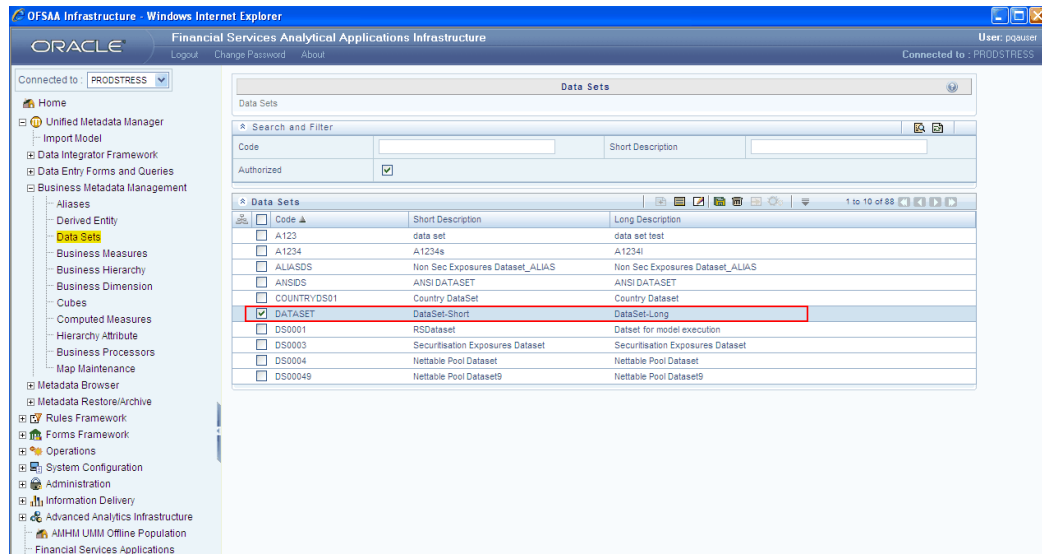 OFSAA Infrastructure - Windows Internet Explorer
ORACLE
Financial Services Analytical Applications Infrastructure
User: pqauser
Logout Change Password About
Connected to : PRODSTRESS
Connected to : PRODSTRESS
Home
Unified Metadata Manager
Import Model
Data Integrator Framework
Data Entry Forms and Queries
Business Metadata Management
Aliases
Derived Entity
Data Sets
Business Measures
Business Hierarchy
Business Dimension
Cubes
Computed Measures
Hierarchy Attribute
Business Processors
Map Maintenance
Metadata Browser
Metadata Restore/Archive
Rules Framework
Forms Framework
Operations
System Configuration
Administration
Information Delivery
Advanced Analytics Infrastructure
AMHM UMM Offline Population
Financial Services Applications
Data Sets
Data Sets
Search and Filter
Code Short Description
Authorized
Data Sets 1 to 10 of 88
Code Short Description Long Description
A123 data set data set test
A1234 A1234s A1234l
ALIASDS Non Sec Exposures Dataset_ALIAS Non Sec Exposures Dataset_ALIAS
ANSIDS ANSI DATASET ANSI DATASET
COUNTRYDS01 Country DataSet Country Dataset
DATASET DataSet-Short DataSet-Long
DS0001 RSDataset Datset for model execution
DS0003 Securitisation Exposures Dataset Securitisation Exposures Dataset
DS0004 Nettable Pool Dataset Nettable Pool Dataset
DS00049 Nettable Pool Dataset9 Nettable Pool Dataset9